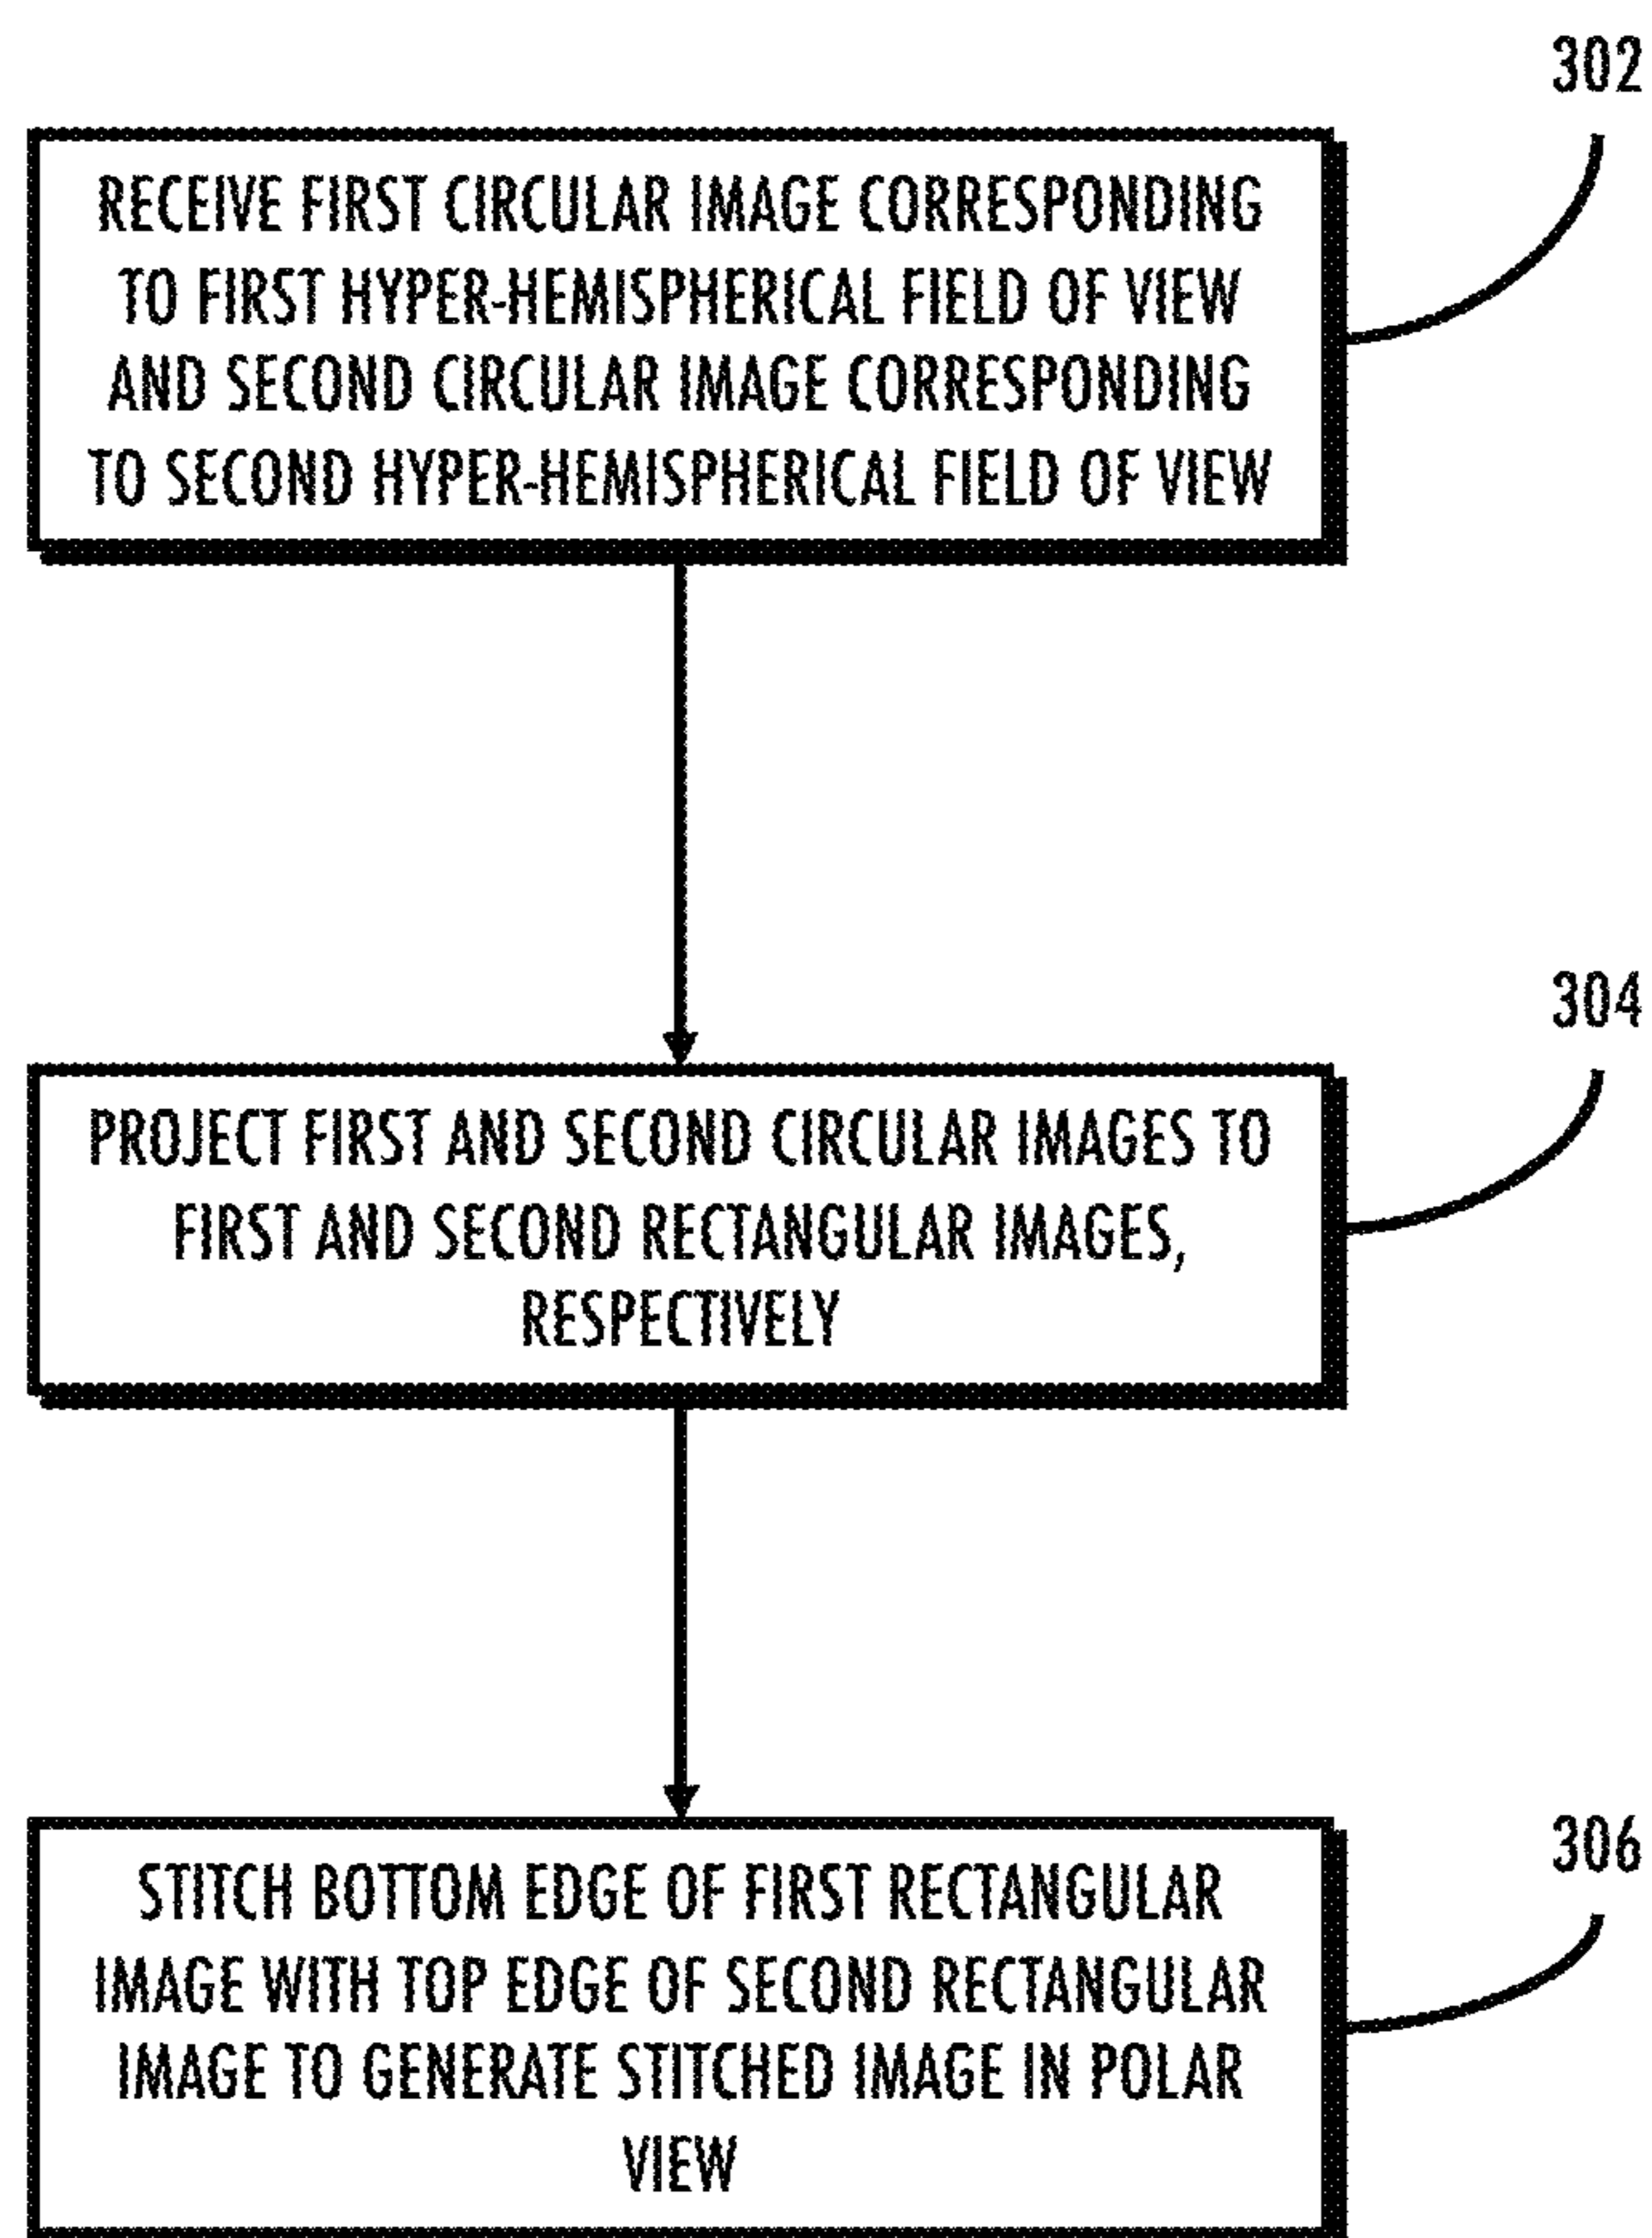 302
RECEIVE FIRST CIRCULAR IMAGE CORRESPONDING
TO FIRST HYPER-HEMISPHERICAL FIELD OF VIEW
AND SECOND CIRCULAR IMAGE CORRESPONDING
TO SECOND HYPER-HEMISPHERICAL FIELD OF VIEW
304
PROJECT FIRST AND SECOND CIRCULAR IMAGES TO
FIRST AND SECOND RECTANGULAR IMAGES,
RESPECTIVELY
306
STITCH BOTTOM EDGE OF FIRST RECTANGULAR
IMAGE WITH TOP EDGE OF SECOND RECTANGULAR
IMAGE TO GENERATE STITCHED IMAGE IN POLAR
VIEW